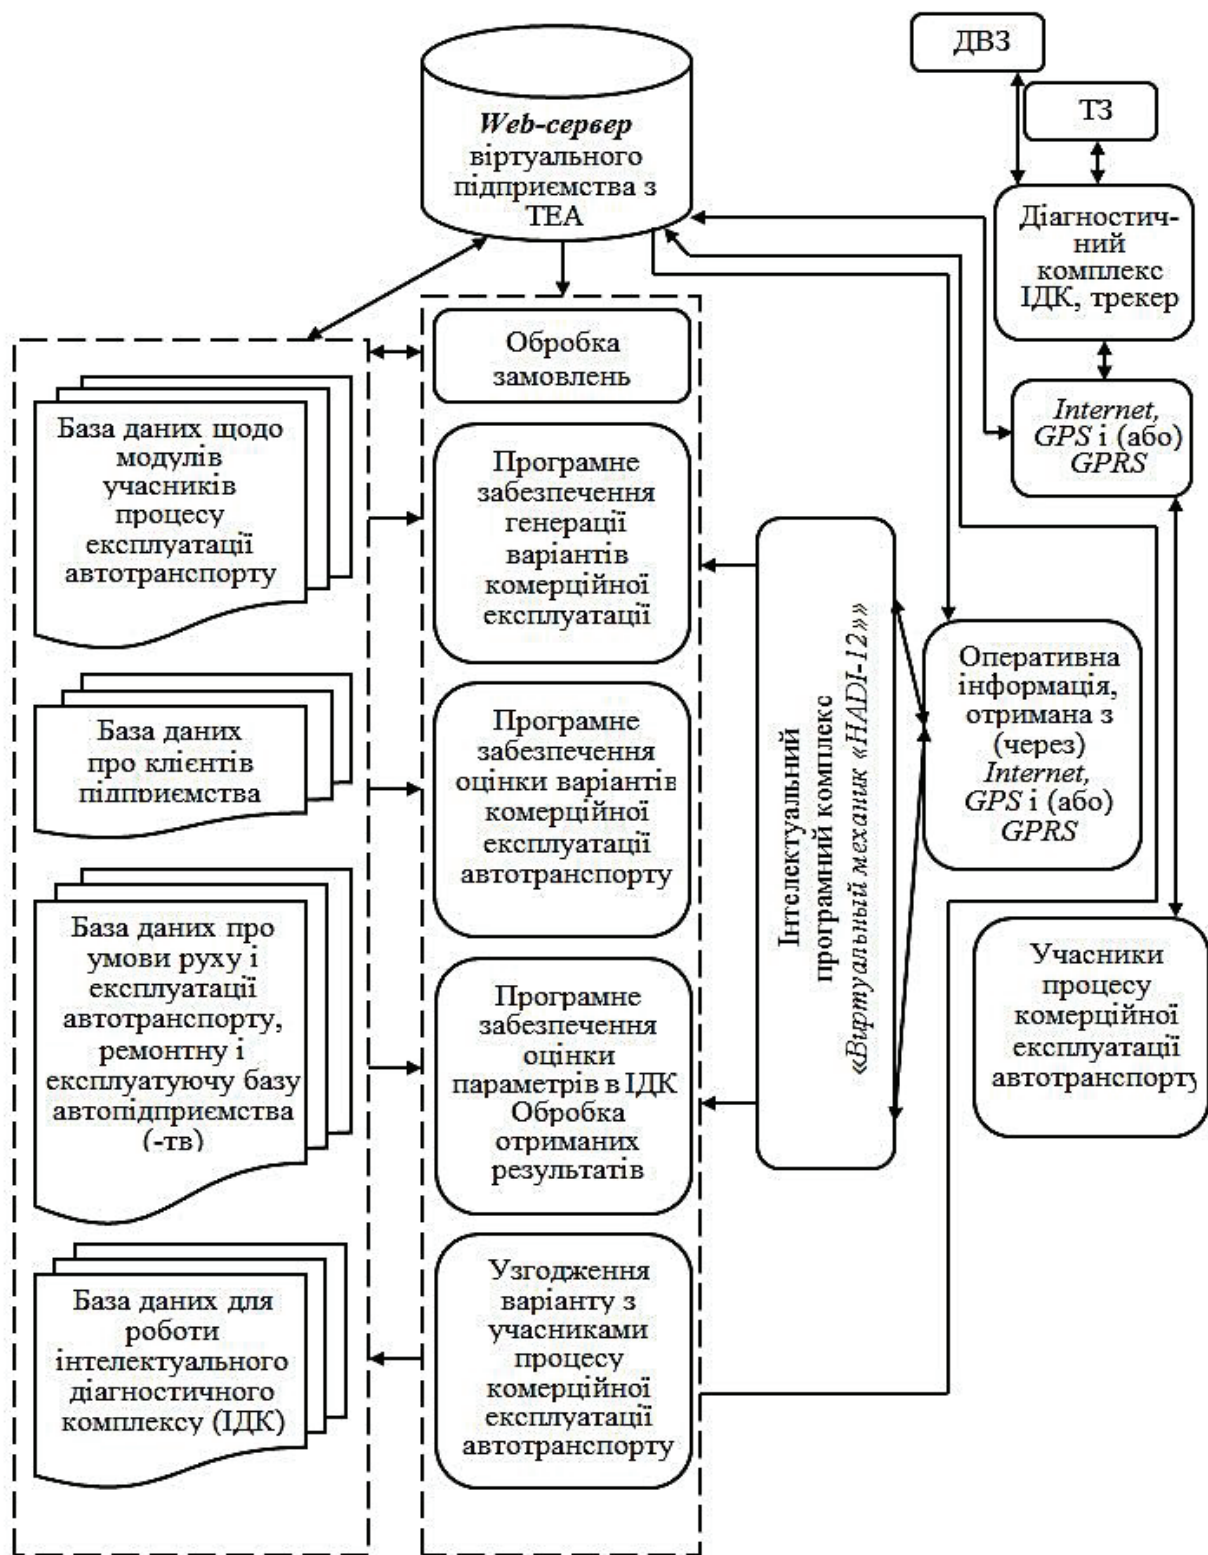 ДВЗ
ТЗ
Web-сервер
віртуального
підприємства з
ТЕА
Діагностич-
ний
комплекс
ІДК, трекер
Internet,
GPS і (або)
GPRS
База даних щодо
модулів
учасників
процесу
експлуатації
автотранспорту
База даних
про клієнтів
підприємства
База даних про
умови руху і
експлуатації
автотранспорту,
ремонтну і
експлуатуючу базу
автопідприємства
(-тв)
База даних для
роботи
інтелектуального
діагностичного
комплексу (ІДК)
Обробка
замовлень
Програмне
забезпечення
генерації
варіантів
комерційної
експлуатації
Програмне
забезпечення
оцінки варіантів
комерційної
експлуатації
автотранспорту
Програмне
забезпечення
оцінки
параметрів в ІДК
Обробка
отриманих
результатів
Узгодження
варіанту з
учасниками
процесу
комерційної
експлуатації
автотранспорту
Інтелектуальний
програмний комплекс
«Виртуальный механик «HADI-12»»
Оперативна
інформація,
отримана з
(через)
Internet,
GPS і (або)
GPRS
Учасники
процесу
комерційної
експлуатації
автотранспорту